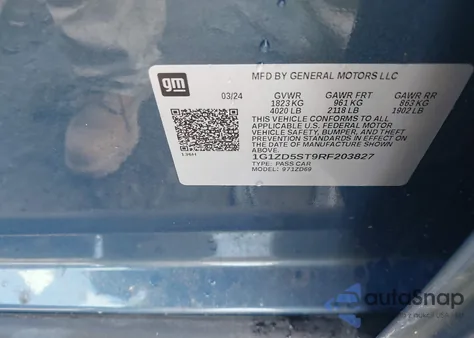 gm
MFD BY GENERAL MOTORS LLC
03/24 GVWR GAWR FRT GAWR RR
1823 KG 961 KG 863 KG
4020 LB 2118 LB 1902 LB
THIS VEHICLE CONFORMS TO ALL
APPLICABLE U.S. FEDERAL MOTOR
VEHICLE SAFETY, BUMPER, AND THEFT
PREVENTION STANDARDS IN EFFECT ON
THE DATE OF MANUFACTURE SHOWN
ABOVE.
1G1ZD5ST9RF203827
TYPE: PASS CAR
MODEL: 971ZD69
autoSnap